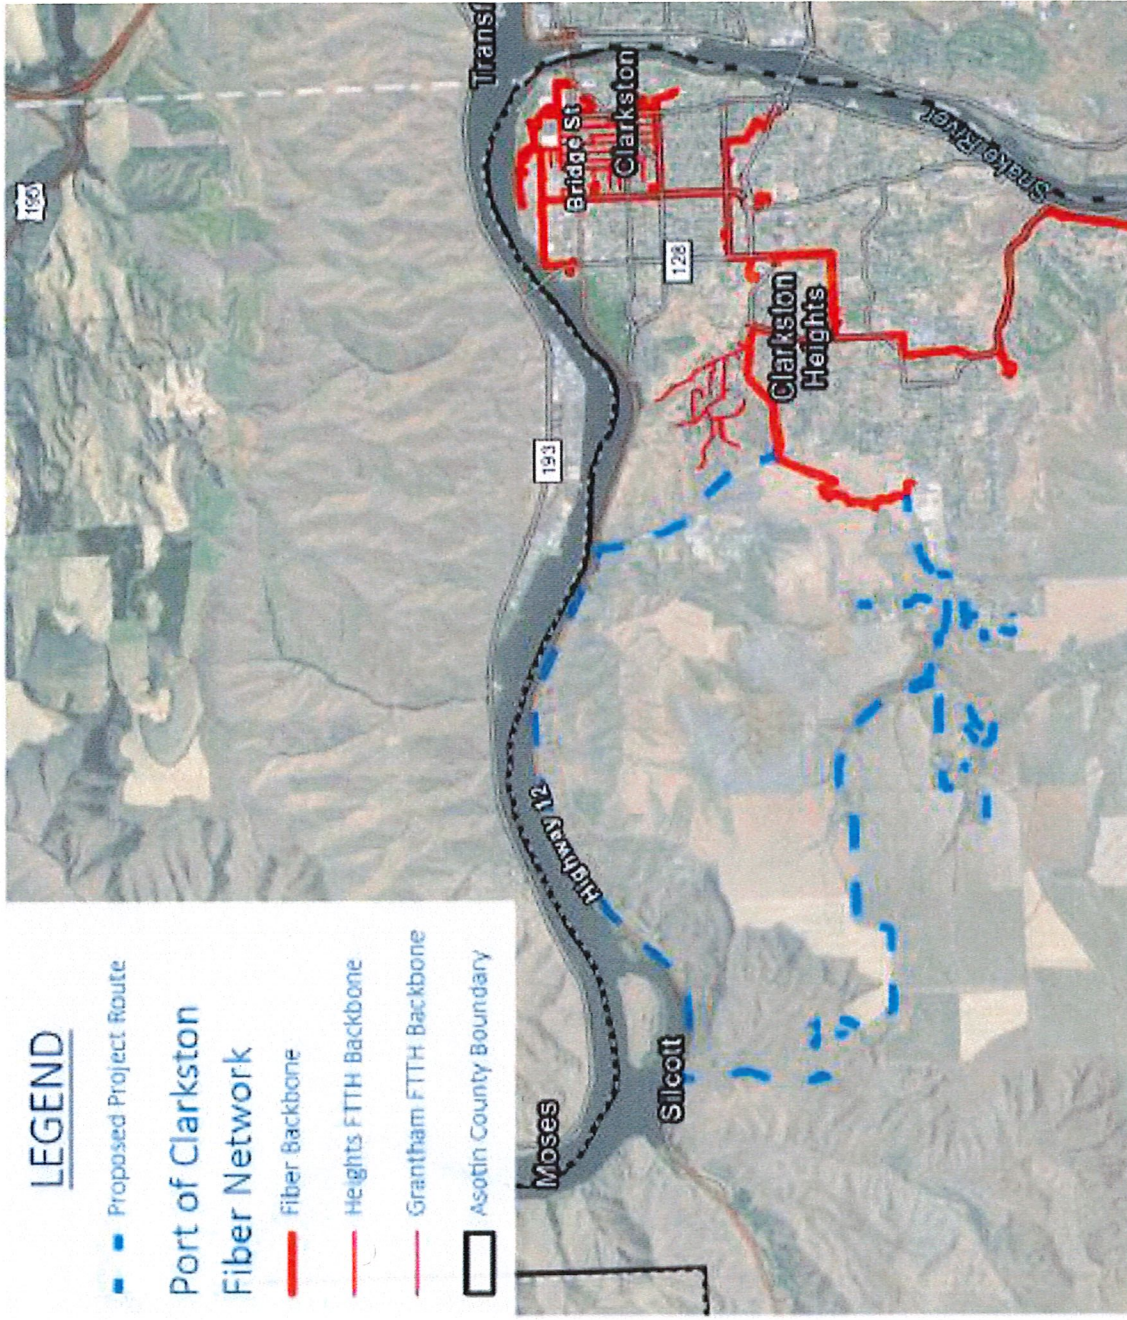 LEGEND
Proposed Project Route
Port of Clarkston
Fiber Network
Fiber Backbone
Heights FTTH Backbone
Grantham FTTH Backbone
Asotin County Boundary
195
Transf
Bridge St
Clarkston
Snake River
128
Clarkston
Heights
193
Highway 12
Silcott
Moses